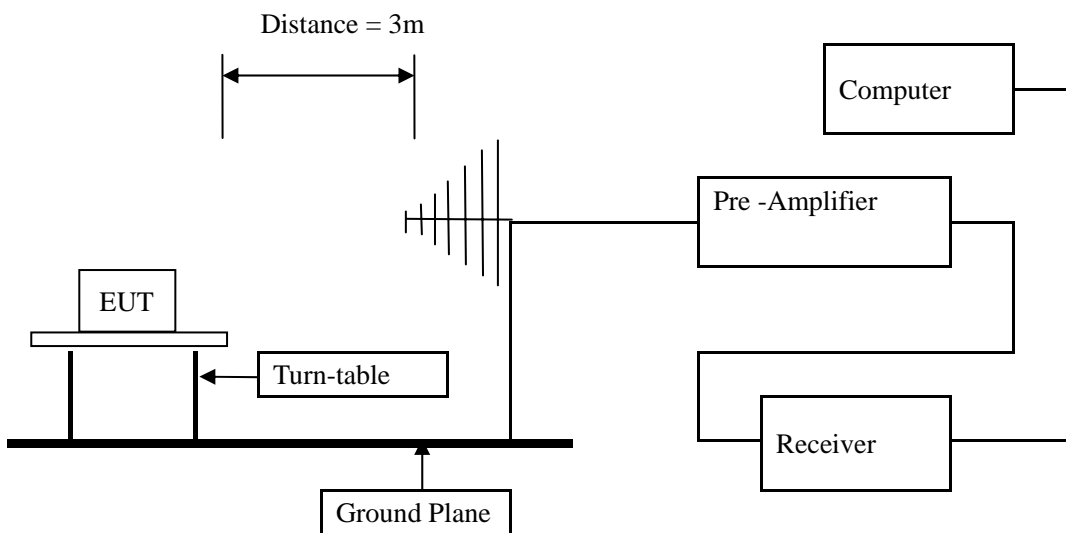 Distance = 3m
Computer
Pre -Amplifier
EUT
Turn-table
Receiver
Ground Plane